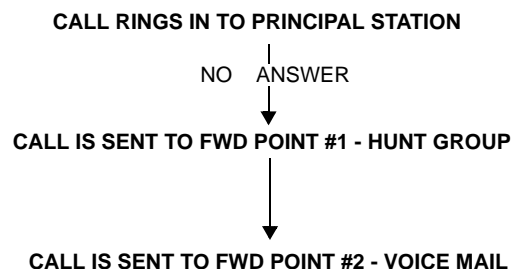 CALL RINGS IN TO PRINCIPAL STATION
NO ANSWER
CALL IS SENT TO FWD POINT #1 - HUNT GROUP
CALL IS SENT TO FWD POINT #2 - VOICE MAIL